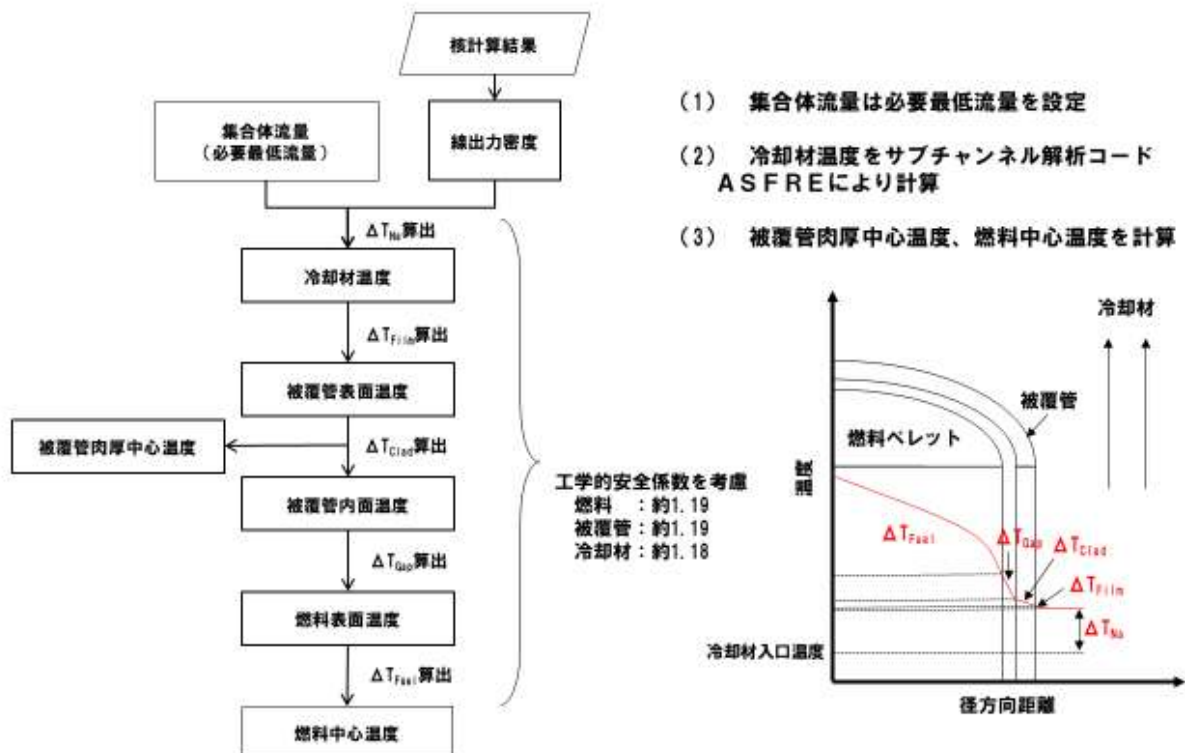 核計算結果
集合体流量
(必要最低流量)
線出力密度
ΔT_Na算出
冷却材温度
ΔT_Film算出
被覆管表面温度
被覆管肉厚中心温度
ΔT_Clad算出
被覆管内面温度
ΔT_Gap算出
燃料表面温度
ΔT_Fuel算出
燃料中心温度
工学的安全係数を考慮
燃料 :約1.19
被覆管:約1.19
冷却材:約1.18
(1) 集合体流量は必要最低流量を設定
(2) 冷却材温度をサブチャンネル解析コード
ASFREにより計算
(3) 被覆管肉厚中心温度、燃料中心温度を計算
冷却材
被覆管
燃料ペレット
温度
ΔT_Fuel
ΔT_Gap
ΔT_Clad
ΔT_Film
ΔT_Na
冷却材入口温度
径方向距離